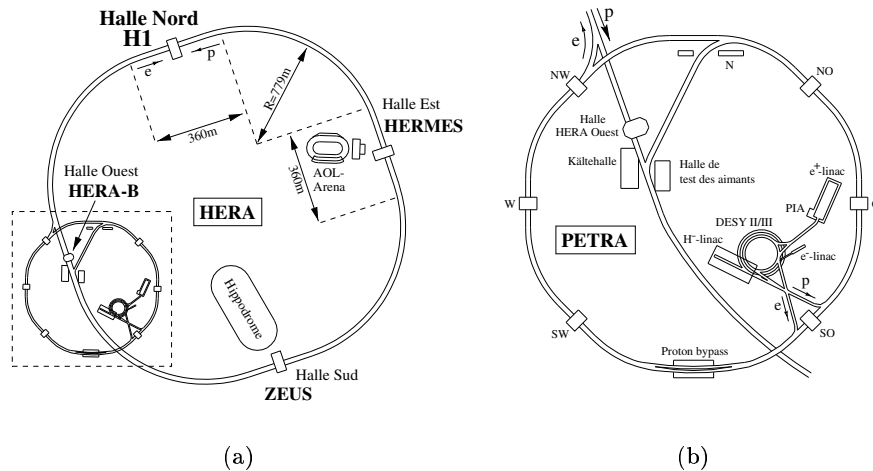 Halle Nord
H1
e
p
R=779m
360m
Halle Est
HERMES
360m
AOL-
Arena
Halle Ouest
HERA-B
HERA
Hippodrome
Halle Sud
ZEUS
(a)
p
e
NW
N
NO
Halle
HERA Ouest
Kältehalle
Halle de
test des aimants
e+-linac
W
PIA
O
DESY II/III
H−-linac
e−-linac
PETRA
p
e
SW
SO
Proton bypass
(b)